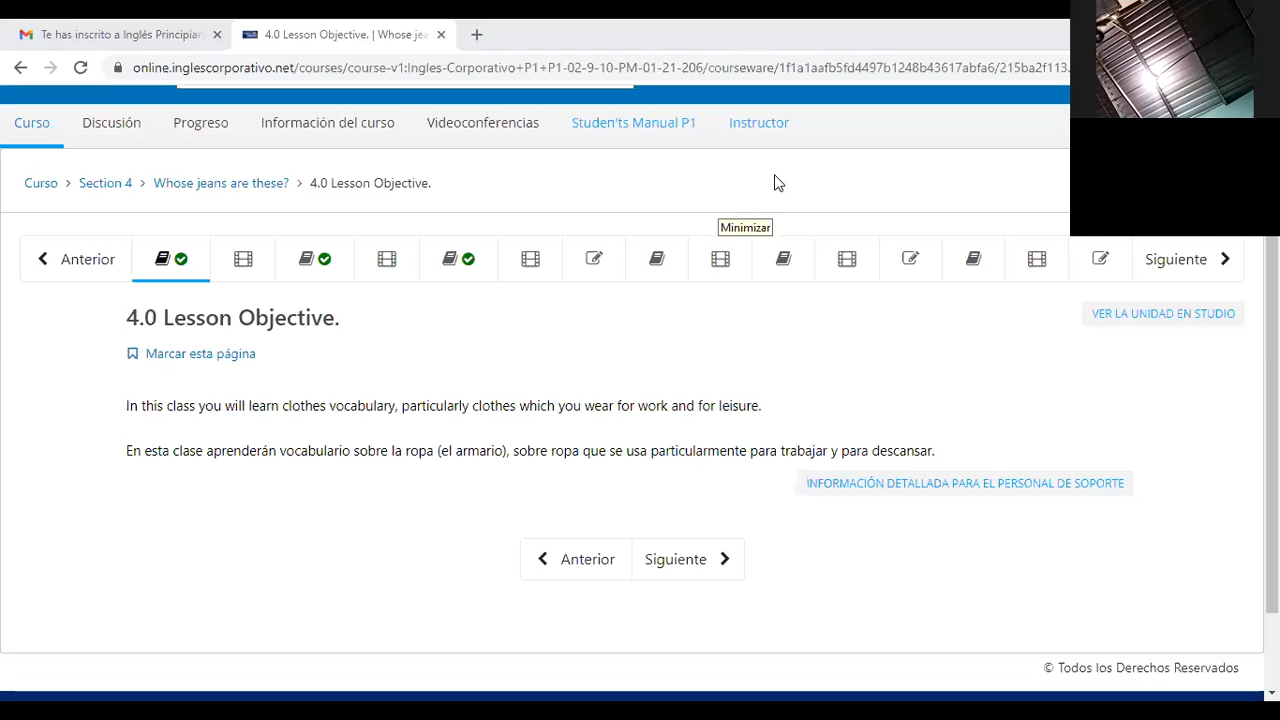 Te has inscrito a Inglés Principian
4.0 Lesson Objective. | Whose jea
online.inglescorporativo.net/courses/course-v1:Ingles-Corporativo+P1+P1-02-9-10-PM-01-21-206/courseware/1f1a1aafb5fd4497b1248b43617abfa6/215ba2f113.
Curso
Discusión
Progreso
Información del curso
Videoconferencias
Studen'ts Manual P1
Instructor
Curso > Section 4 > Whose jeans are these? > 4.0 Lesson Objective.
Minimizar
Anterior
Siguiente
4.0 Lesson Objective.
VER LA UNIDAD EN STUDIO
Marcar esta página
In this class you will learn clothes vocabulary, particularly clothes which you wear for work and for leisure.
En esta clase aprenderán vocabulario sobre la ropa (el armario), sobre ropa que se usa particularmente para trabajar y para descansar.
INFORMACIÓN DETALLADA PARA EL PERSONAL DE SOPORTE
Anterior
Siguiente
© Todos los Derechos Reservados